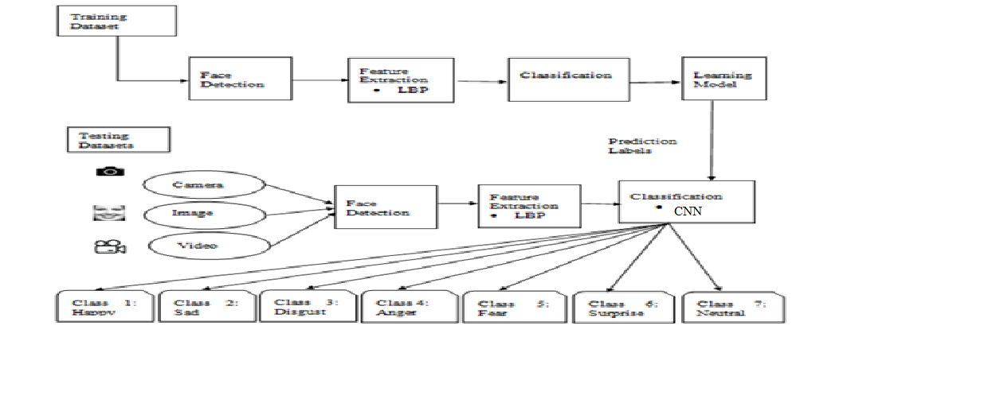 Training
Dataset
Face
Detection
Feature
Extraction
• LBP
Classification
Learning
Model
Testing
Datasets
Prediction
Labels
Camera
Image
Video
Face
Detection
Feature
Extraction
• LBP
Classification
• CNN
Class 1:
Happy
Class 2:
Sad
Class 3:
Disgust
Class 4:
Anger
Class 5:
Fear
Class 6:
Surprise
Class 7:
Neutral